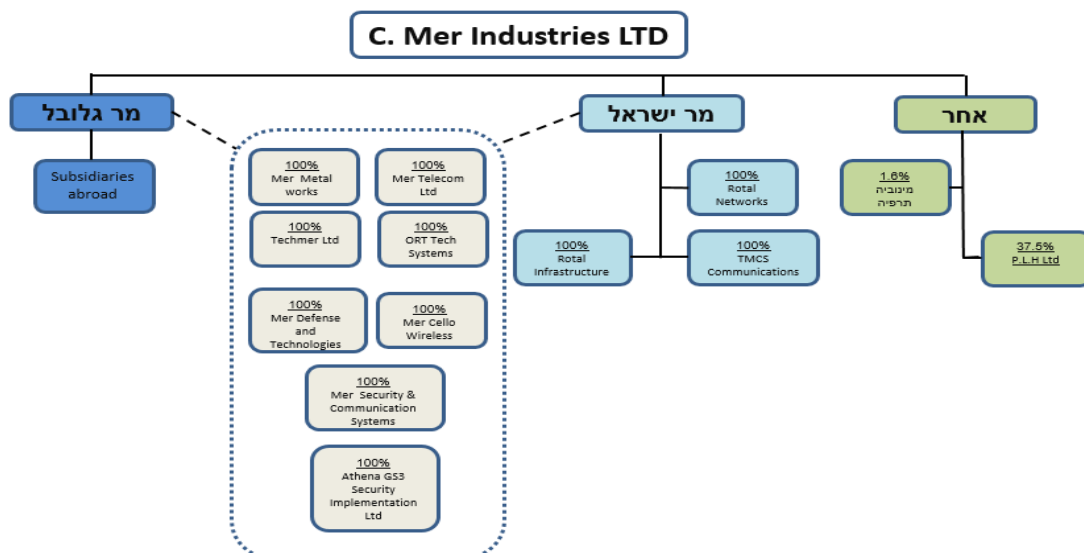 C. Mer Industries LTD
מר גלובל
מר ישראל
אחר
Subsidiaries
abroad
100%
Mer Metal
works
100%
Mer Telecom
Ltd
100%
Techmer Ltd
100%
ORT Tech
Systems
100%
Mer Defense
and
Technologies
100%
Mer Cello
Wireless
100%
Mer Security &
Communication
Systems
100%
Athena GS3
Security
Implementation
Ltd
100%
Rotal
Networks
100%
Rotal
Infrastructure
100%
TMCS
Communications
1.6%
מינוביה
תרפיה
37.5%
P.L.H Ltd